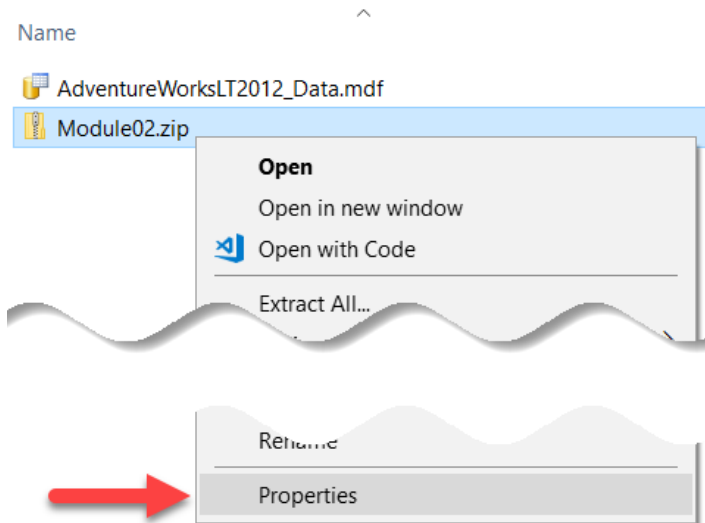 Name
AdventureWorksLT2012_Data.mdf
Module02.zip
Open
Open in new window
Open with Code
Extract All...
Rename
Properties